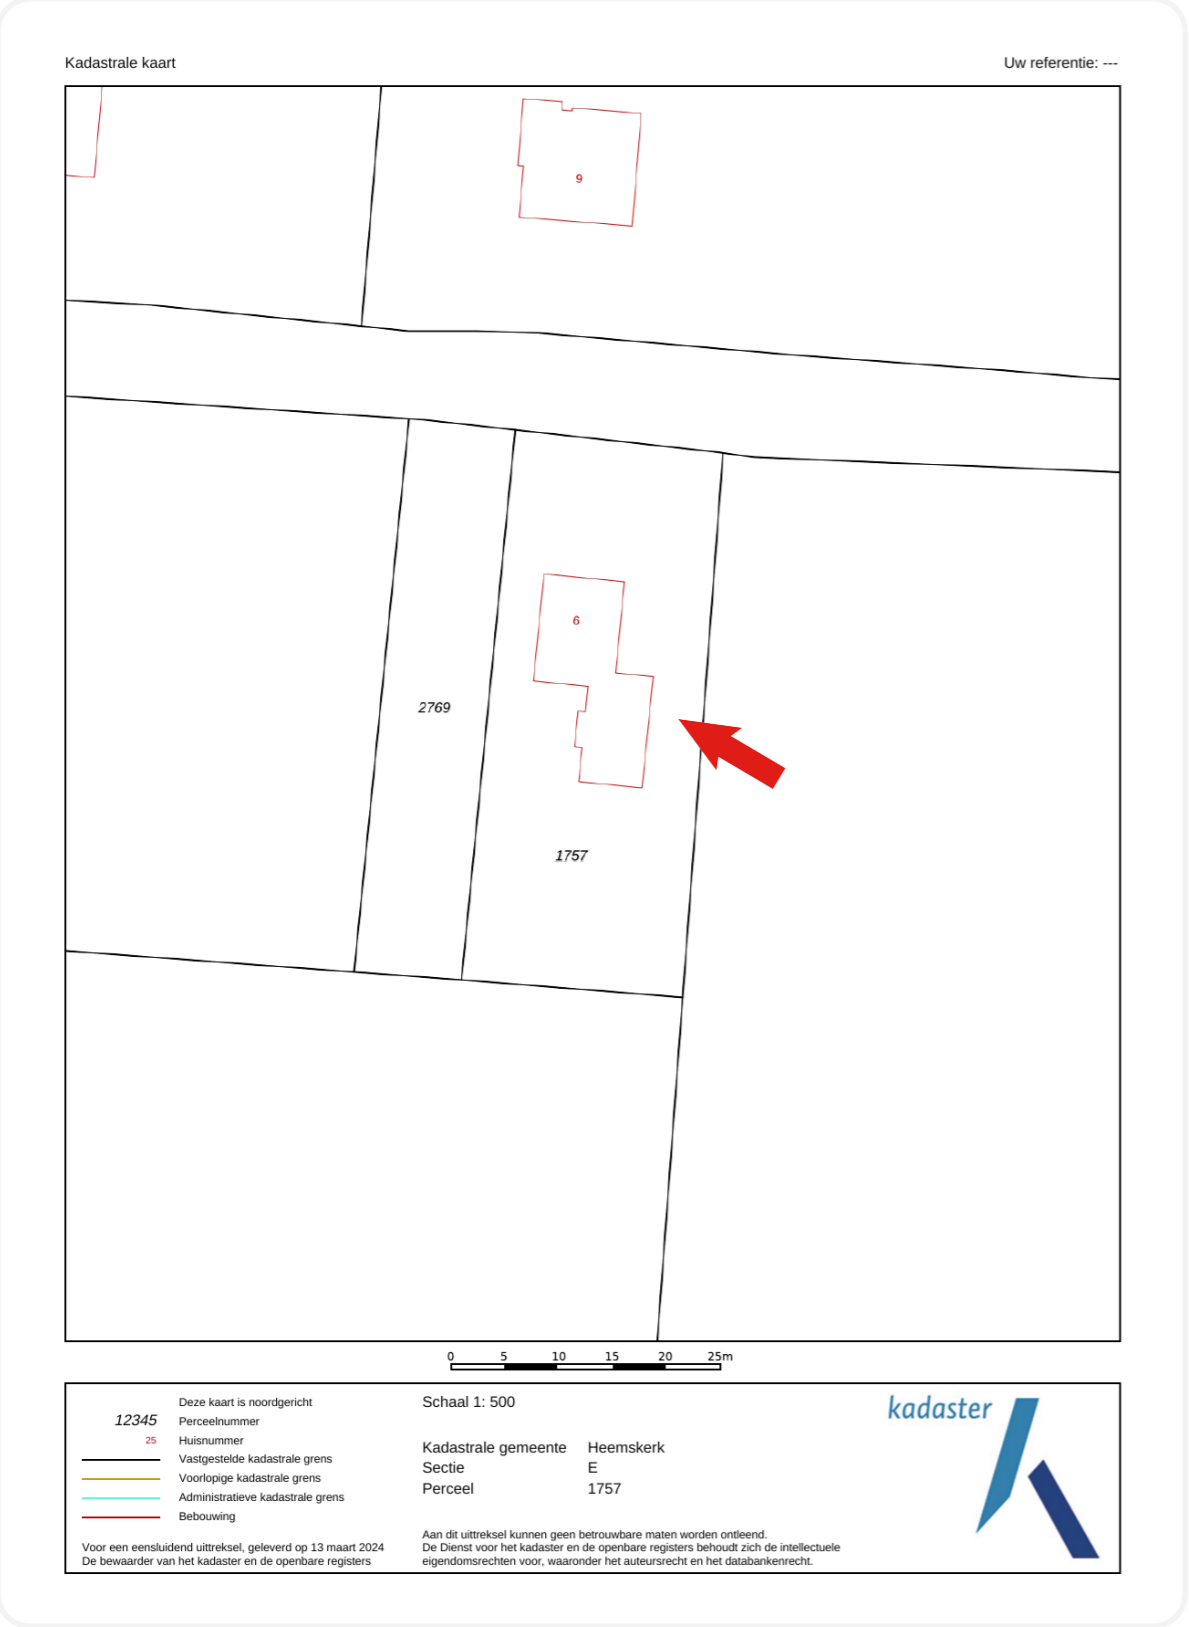 Kadastrale kaart
Uw referentie: ---
9
6
2769
1757
0 5 10 15 20 25m
Deze kaart is noordgericht
12345 Perceelnummer
25 Huisnummer
Vastgestelde kadastrale grens
Voorlopige kadastrale grens
Administratieve kadastrale grens
Bebouwing
Voor een eensluidend uittreksel, geleverd op 13 maart 2024
De bewaarder van het kadaster en de openbare registers
Schaal 1: 500
Kadastrale gemeente Heemskerk
Sectie E
Perceel 1757
Aan dit uittreksel kunnen geen betrouwbare maten worden ontleend.
De Dienst voor het kadaster en de openbare registers behoudt zich de intellectuele
eigendomsrechten voor, waaronder het auteursrecht en het databankenrecht.
kadaster